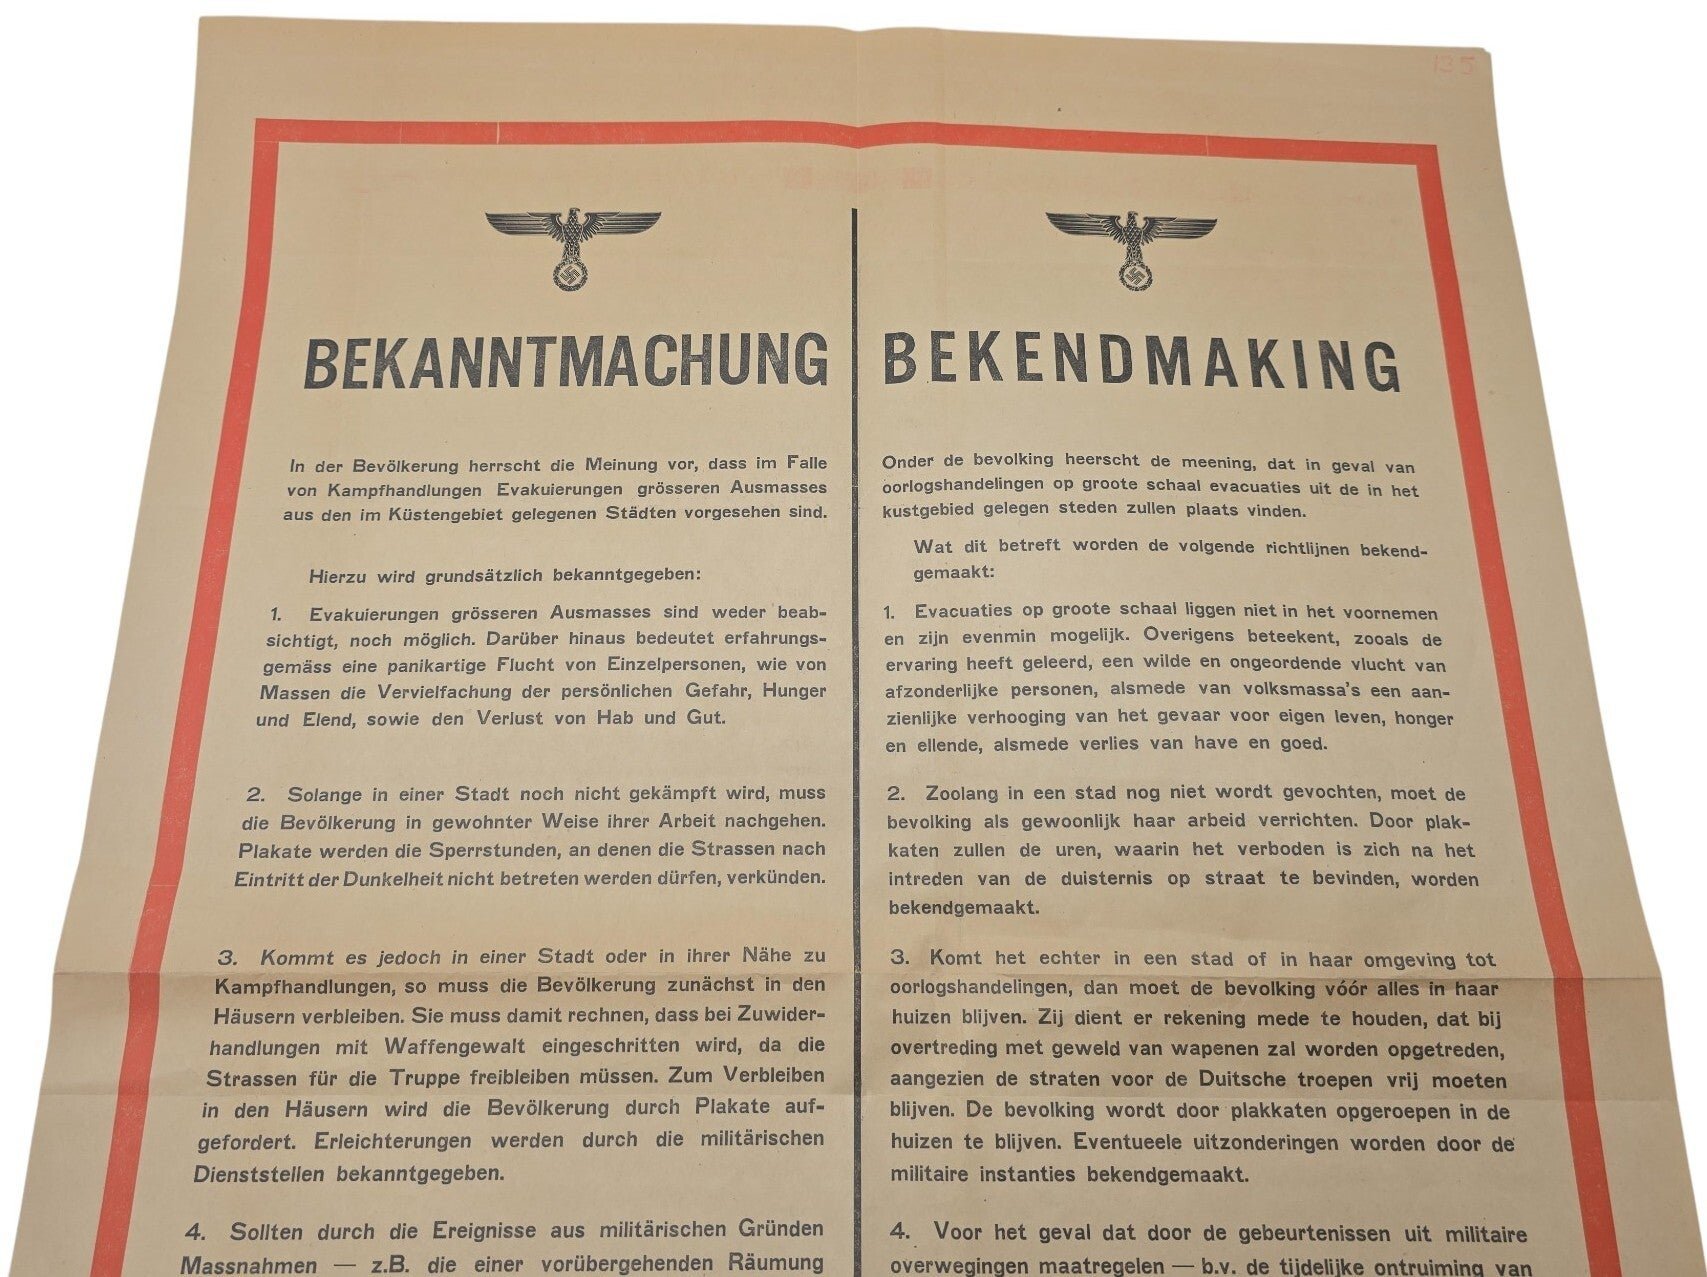 135
BEKANNTMACHUNG
In der Bevölkerung herrscht die Meinung vor, dass im Falle
von Kampfhandlungen Evakuierungen grösseren Ausmasses
aus den im Küstengebiet gelegenen Städten vorgesehen sind.
Hierzu wird grundsätzlich bekanntgegeben:
1. Evakuierungen grösseren Ausmasses sind weder beab-
sichtigt, noch möglich. Darüber hinaus bedeutet erfahrungs-
gemäss eine panikartige Flucht von Einzelpersonen, wie von
Massen die Vervielfachung der persönlichen Gefahr, Hunger
und Elend, sowie den Verlust von Hab und Gut.
2. Solange in einer Stadt noch nicht gekämpft wird, muss
die Bevölkerung in gewohnter Weise ihrer Arbeit nachgehen.
Plakate werden die Sperrstunden, an denen die Strassen nach
Eintritt der Dunkelheit nicht betreten werden dürfen, verkünden.
3. Kommt es jedoch in einer Stadt oder in ihrer Nähe zu
Kampfhandlungen, so muss die Bevölkerung zunächst in den
Häusern verbleiben. Sie muss damit rechnen, dass bei Zuwider-
handlungen mit Waffengewalt eingeschritten wird, da die
Strassen für die Truppe freibleiben müssen. Zum Verbleiben
in den Häusern wird die Bevölkerung durch Plakate auf-
gefordert. Erleichterungen werden durch die militärischen
Dienststellen bekanntgegeben.
4. Sollten durch die Ereignisse aus militärischen Gründen
Massnahmen — z.B. die einer vorübergehenden Räumung
BEKENDMAKING
Onder de bevolking heerscht de meening, dat in geval van
oorlogshandelingen op groote schaal evacuaties uit de in het
kustgebied gelegen steden zullen plaats vinden.
Wat dit betreft worden de volgende richtlijnen bekend-
gemaakt:
1. Evacuaties op groote schaal liggen niet in het voornemen
en zijn evenmin mogelijk. Overigens beteekent, zooals de
ervaring heeft geleerd, een wilde en ongeordende vlucht van
afzonderlijke personen, alsmede van volksmassa's een aan-
zienlijke verhooging van het gevaar voor eigen leven, honger
en ellende, alsmede verlies van have en goed.
2. Zoolang in een stad nog niet wordt gevochten, moet de
bevolking als gewoonlijk haar arbeid verrichten. Door plak-
katen zullen de uren, waarin het verboden is zich na het
intreden van de duisternis op straat te bevinden, worden
bekendgemaakt.
3. Komt het echter in een stad of in haar omgeving tot
oorlogshandelingen, dan moet de bevolking vóór alles in haar
huizen blijven. Zij dient er rekening mede te houden, dat bij
overtreding met geweld van wapenen zal worden opgetreden,
aangezien de straten voor de Duitsche troepen vrij moeten
blijven. De bevolking wordt door plakkaten opgeroepen in de
huizen te blijven. Eventueele uitzonderingen worden door de
militaire instanties bekendgemaakt.
4. Voor het geval dat door de gebeurtenissen uit militaire
overwegingen maatregelen — b.v. de tijdelijke ontruiming van